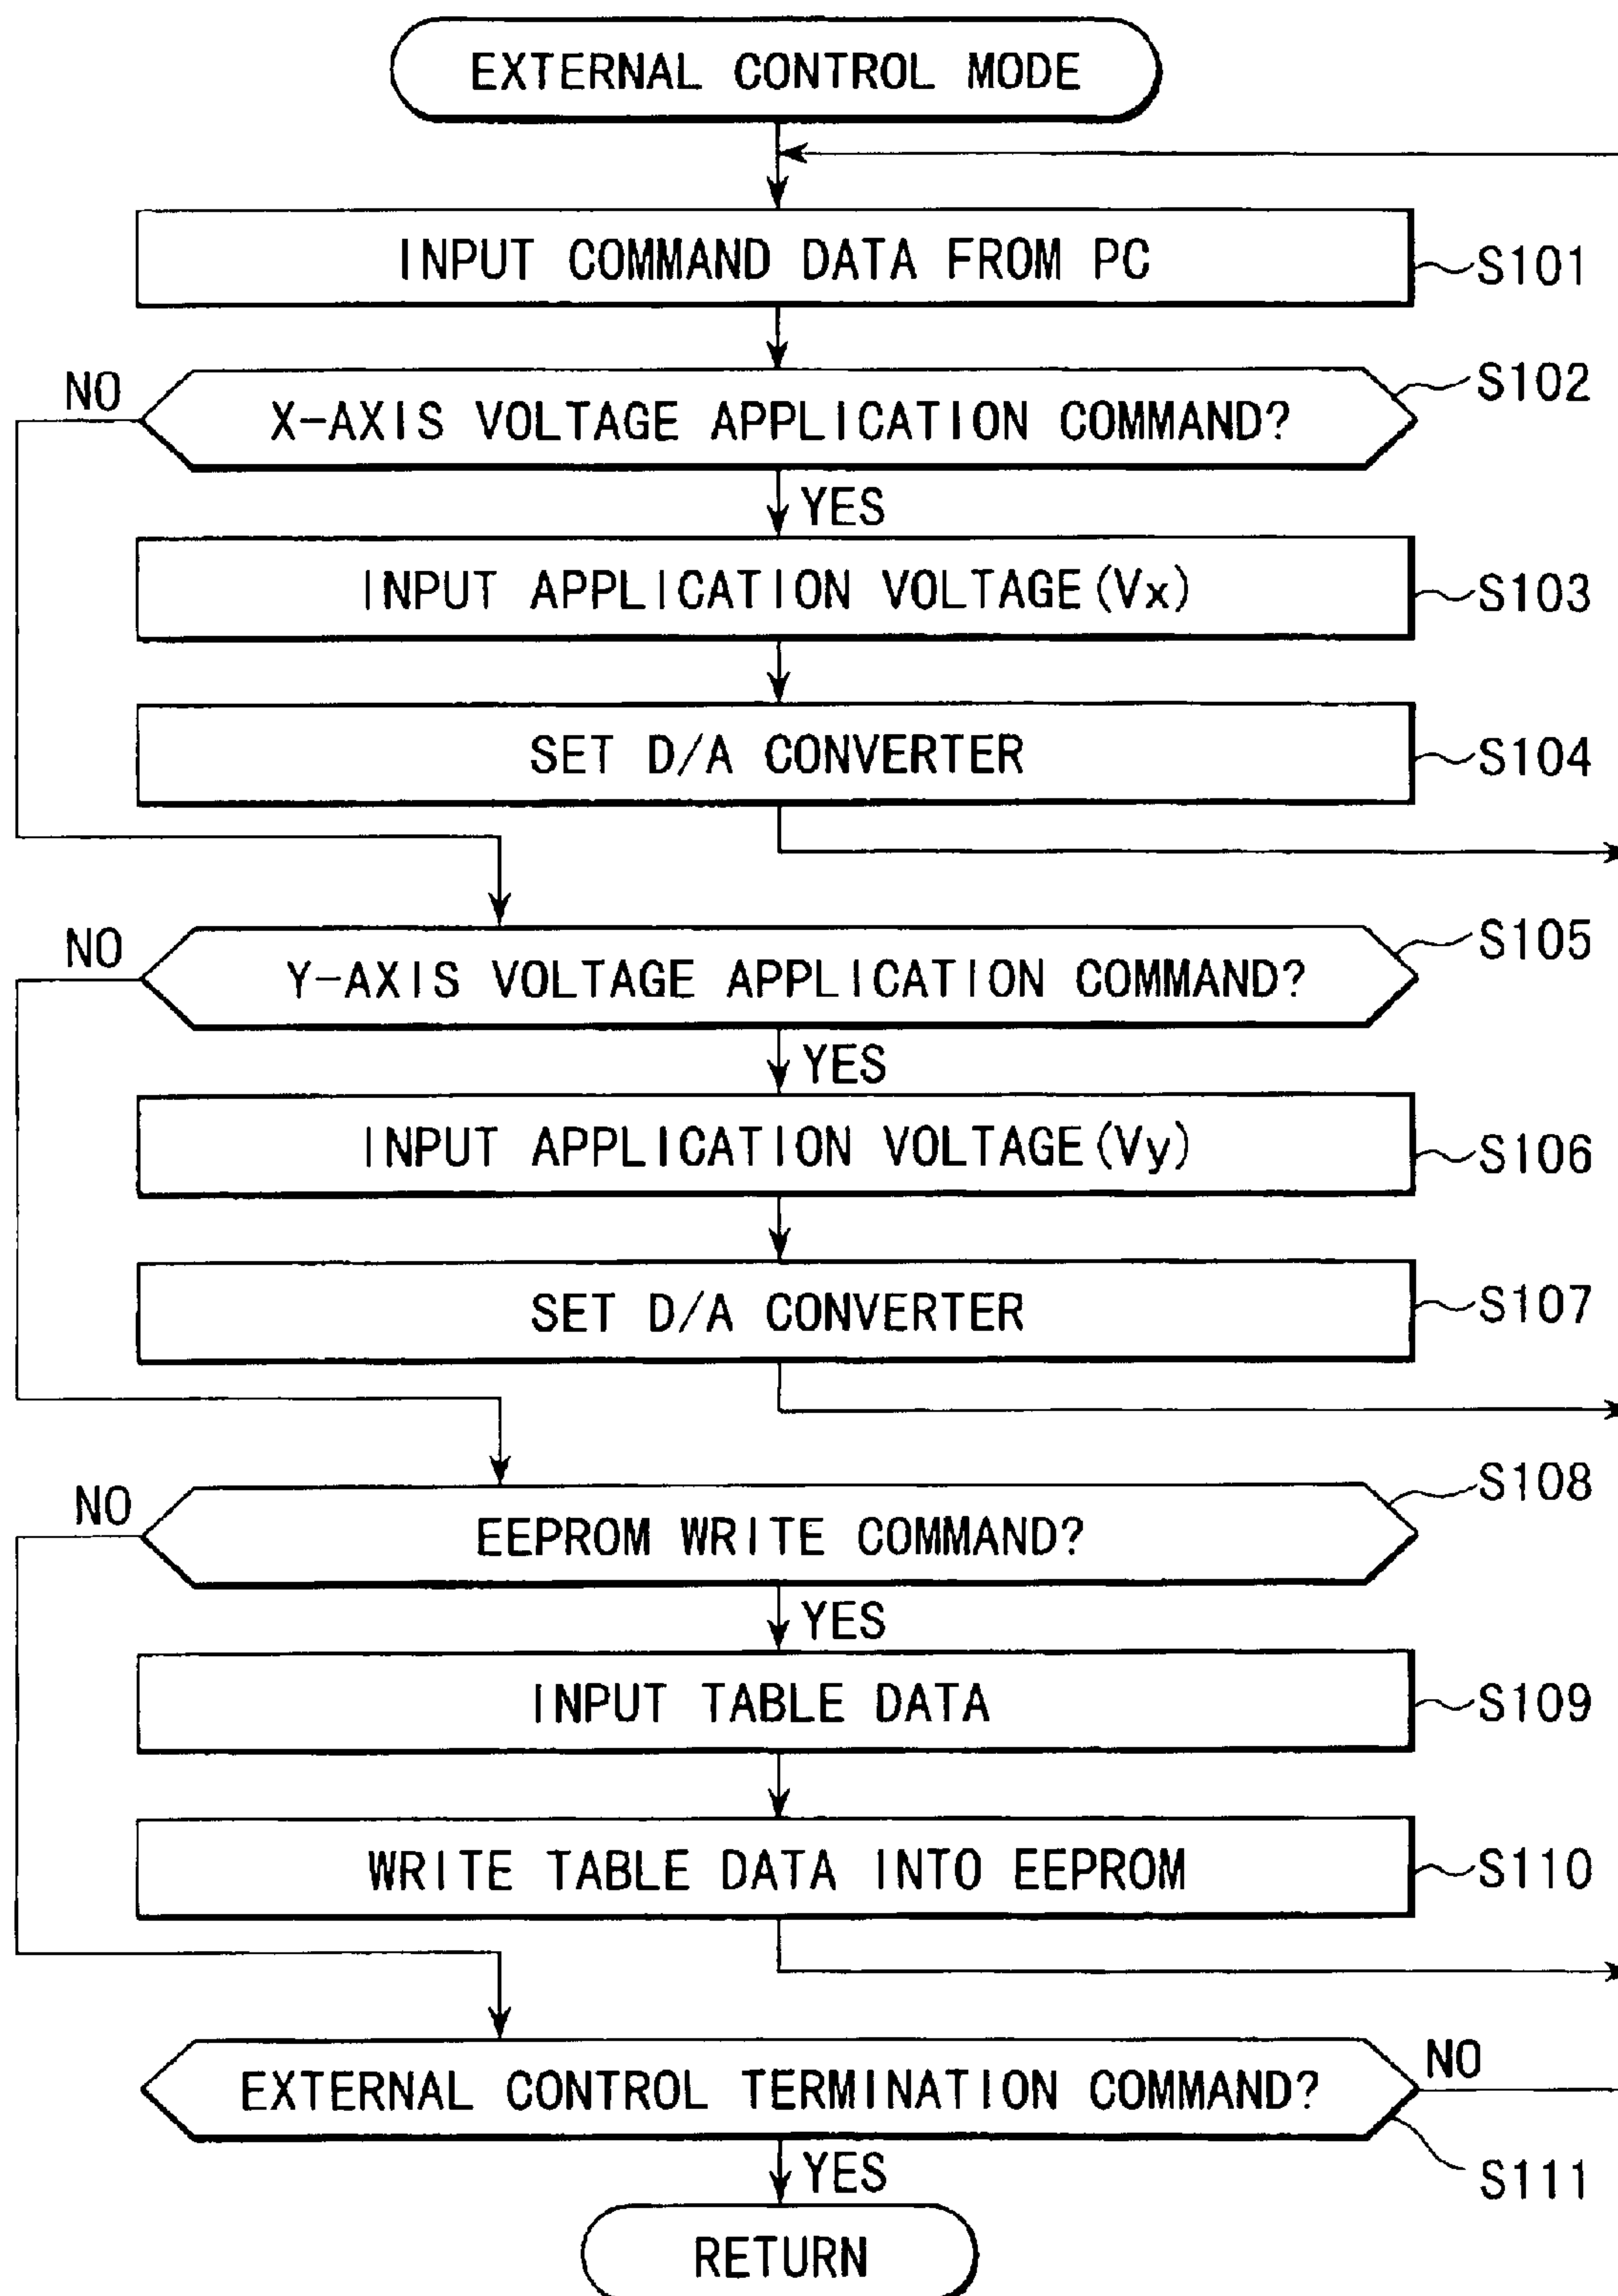 EXTERNAL CONTROL MODE
INPUT COMMAND DATA FROM PC
S101
NO
X-AXIS VOLTAGE APPLICATION COMMAND?
S102
YES
INPUT APPLICATION VOLTAGE(Vx)
S103
SET D/A CONVERTER
S104
NO
Y-AXIS VOLTAGE APPLICATION COMMAND?
S105
YES
INPUT APPLICATION VOLTAGE(Vy)
S106
SET D/A CONVERTER
S107
NO
EEPROM WRITE COMMAND?
S108
YES
INPUT TABLE DATA
S109
WRITE TABLE DATA INTO EEPROM
S110
EXTERNAL CONTROL TERMINATION COMMAND?
NO
S111
YES
RETURN